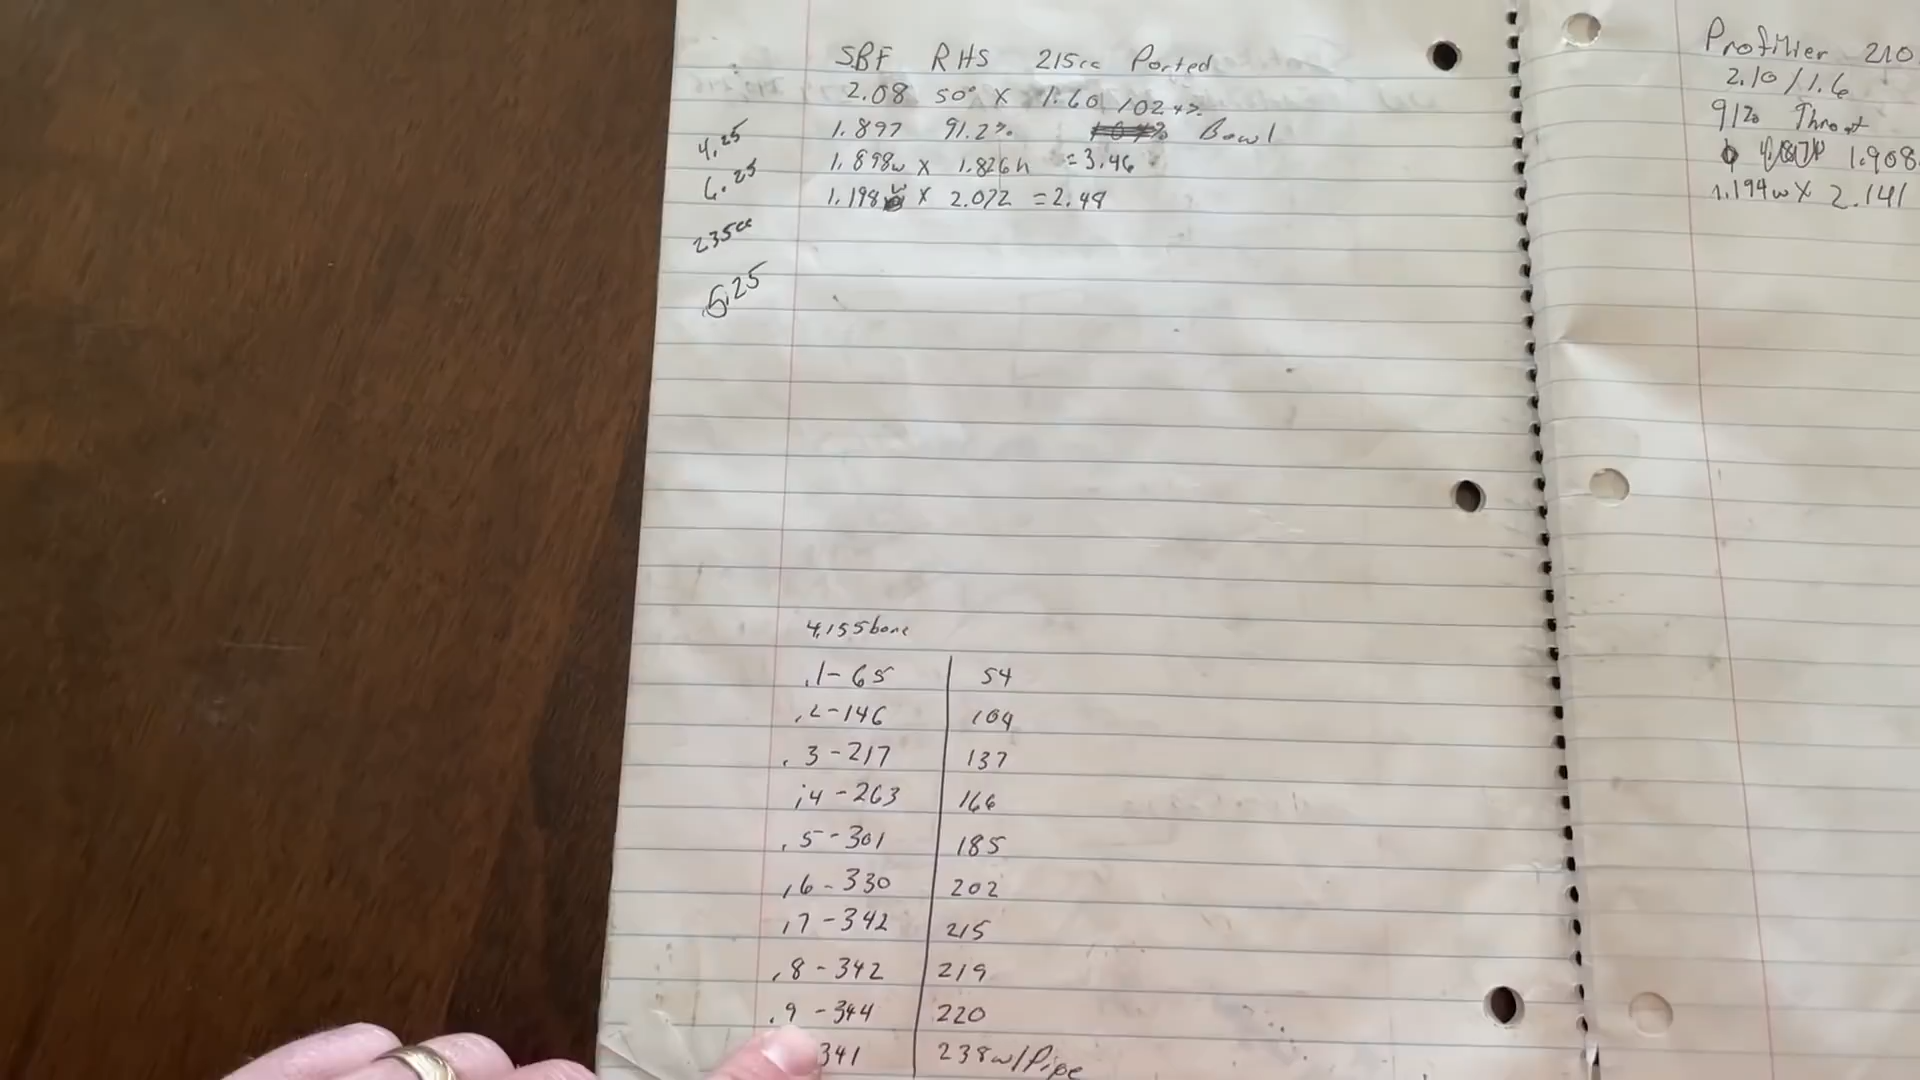 SBF RHS 215cc Ported
2.08 50° X 1.60 /02.4%
1.897 91.2% Bowl
1.898w X 1.826h = 3.46
1.198w X 2.072 = 2.48
4.25
6.25
235cc
5.25
4.155 bore
.1 - 65 54
.2 - 146 104
.3 - 217 137
.4 - 263 166
.5 - 301 185
.6 - 330 202
.7 - 342 215
.8 - 342 219
.9 - 344 220
341 238 w/ Pipe
Profiler 210
2.10 / 1.6
91% Throat
1.908
1.194w X 2.141